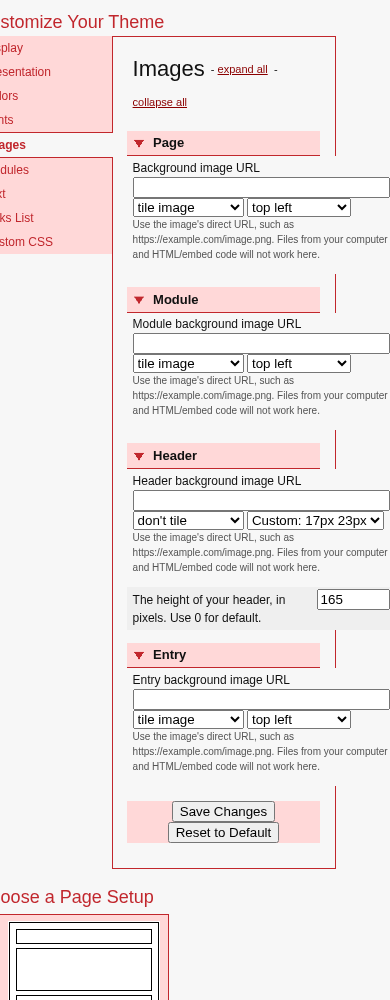 stomize Your Theme
splay
esentation
lors
nts
ages
dules
xt
ks List
stom CSS
Images - expand all -
collapse all
Page
Background image URL
tile image top left
Use the image's direct URL, such as
https://example.com/image.png. Files from your computer
and HTML/embed code will not work here.
Module
Module background image URL
tile image top left
Use the image's direct URL, such as
https://example.com/image.png. Files from your computer
and HTML/embed code will not work here.
Header
Header background image URL
don't tile Custom: 17px 23px
Use the image's direct URL, such as
https://example.com/image.png. Files from your computer
and HTML/embed code will not work here.
The height of your header, in 165
pixels. Use 0 for default.
Entry
Entry background image URL
tile image top left
Use the image's direct URL, such as
https://example.com/image.png. Files from your computer
and HTML/embed code will not work here.
Save Changes
Reset to Default
oose a Page Setup